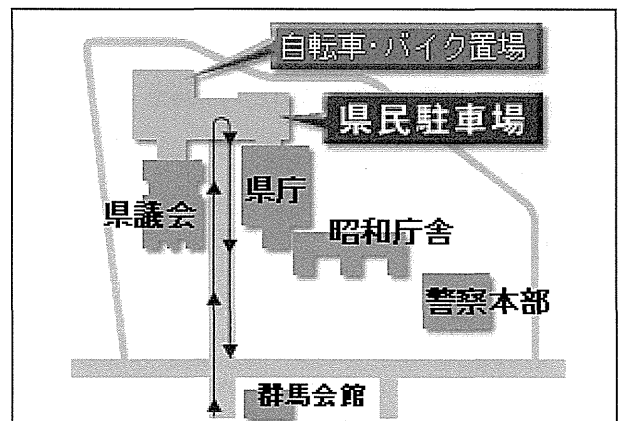 自転車・バイク置場
県民駐車場
県議会
県庁
昭和庁舎
警察本部
群馬会館